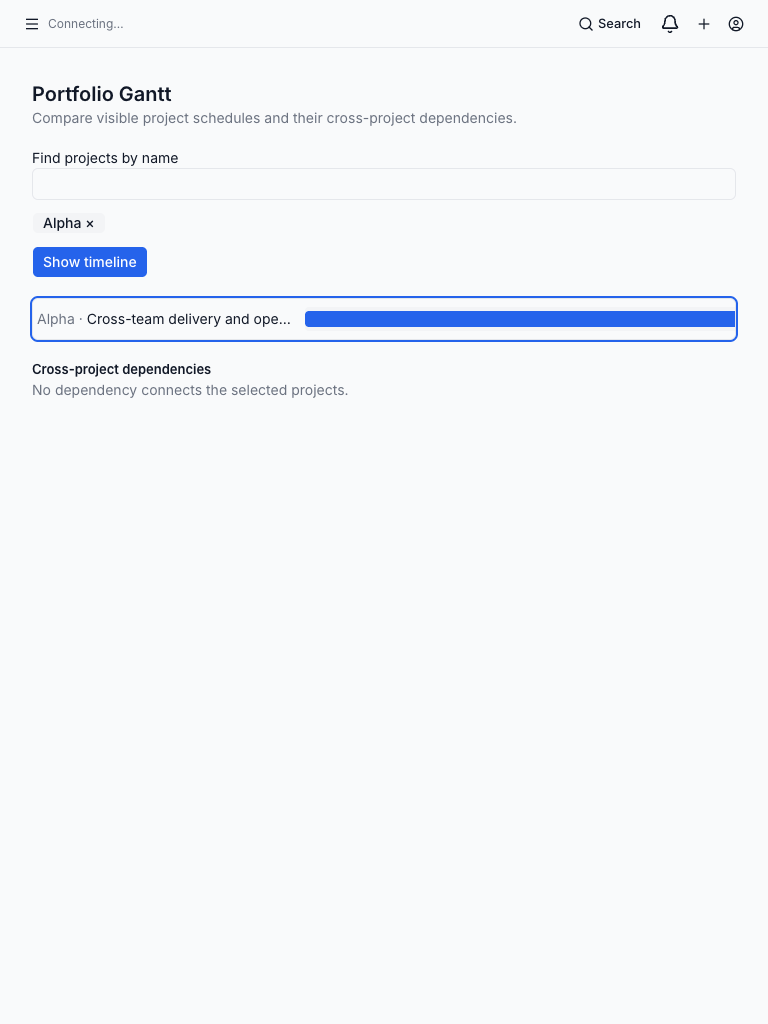 Connecting...
Search
Portfolio Gantt
Compare visible project schedules and their cross-project dependencies.
Find projects by name
Alpha ×
Show timeline
Alpha · Cross-team delivery and ope...
Cross-project dependencies
No dependency connects the selected projects.